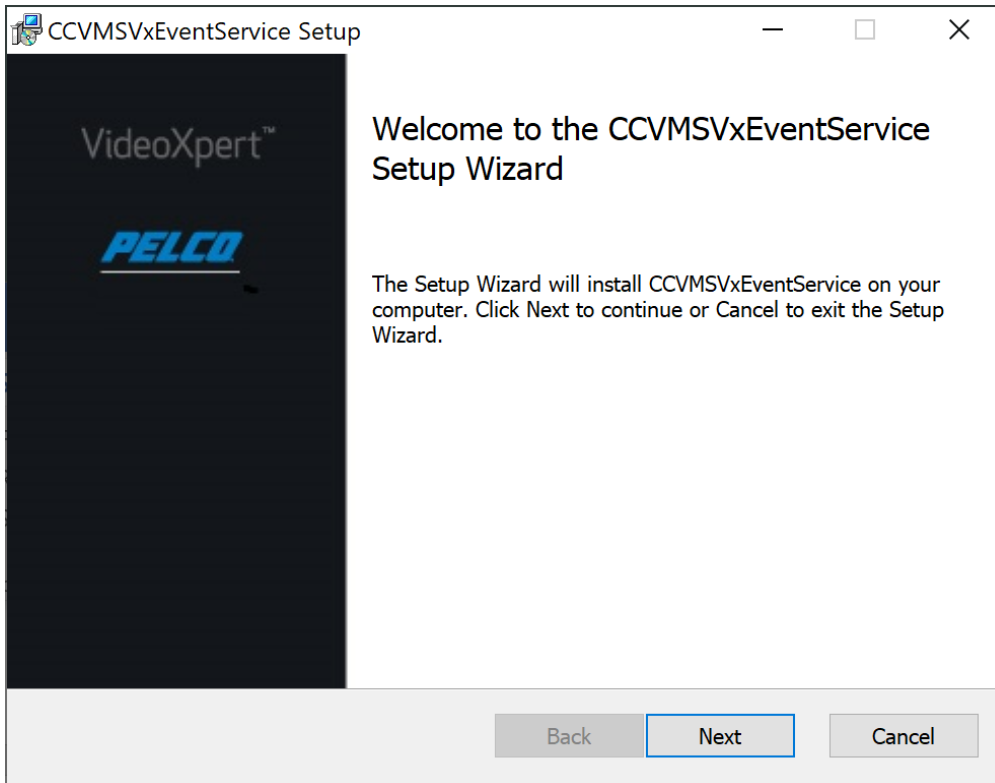 CCVMSVxEventService Setup
VideoXpert™
PELCO
Welcome to the CCVMSVxEventService
Setup Wizard
The Setup Wizard will install CCVMSVxEventService on your
computer. Click Next to continue or Cancel to exit the Setup
Wizard.
Back
Next
Cancel